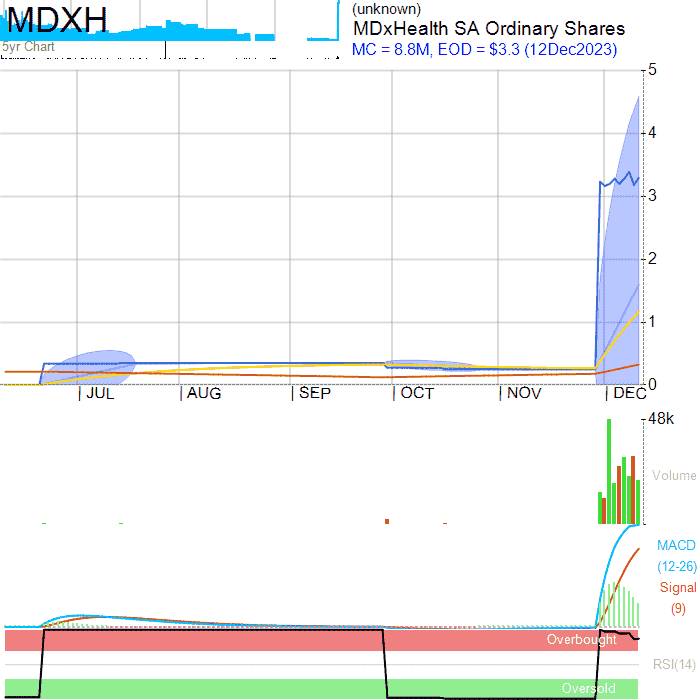 MDXH
(unknown)
MDxHealth SA Ordinary Shares
5yr Chart
MC = 8.8M, EOD = $3.3 (12Dec2023)
5
4
3
2
1
0
JUL
AUG
SEP
OCT
NOV
DEC
48k
Volume
MACD
(12-26)
Signal
(9)
Overbought
RSI(14)
Oversold